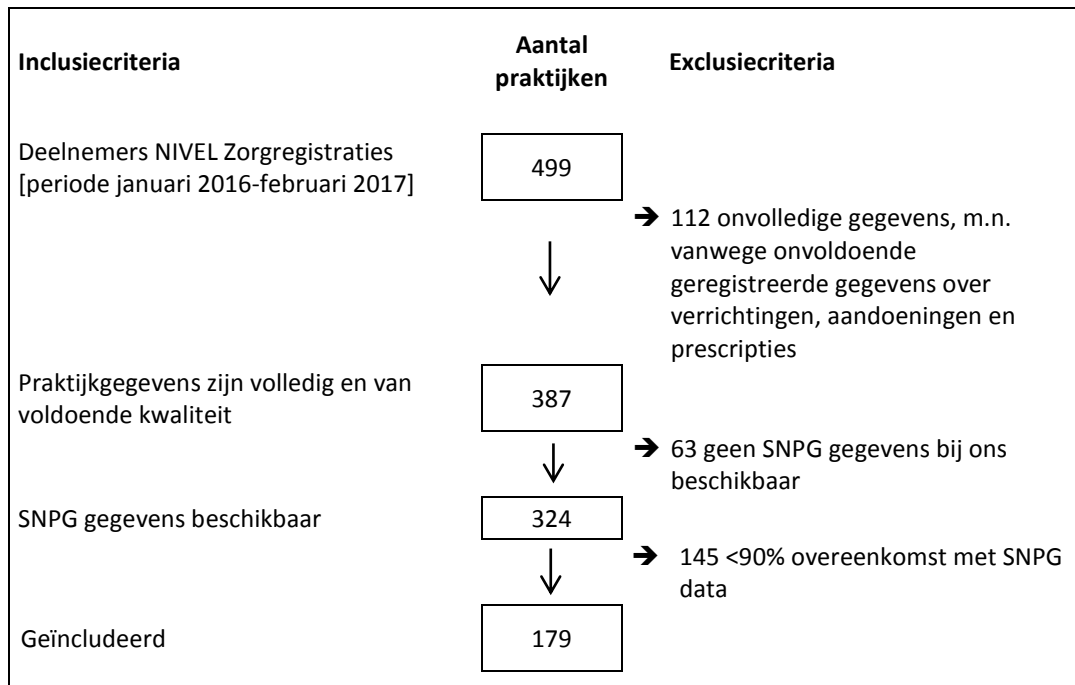 Inclusiecriteria
Aantal
praktijken
Exclusiecriteria
Deelnemers NIVEL Zorgregistraties
[periode januari 2016-februari 2017]
499
➔ 112 onvolledige gegevens, m.n.
vanwege onvoldoende
geregistreerde gegevens over
verrichtingen, aandoeningen en
prescripties
Praktijkgegevens zijn volledig en van
voldoende kwaliteit
387
➔ 63 geen SNPG gegevens bij ons
beschikbaar
SNPG gegevens beschikbaar
324
➔ 145 <90% overeenkomst met SNPG
data
Geïncludeerd
179